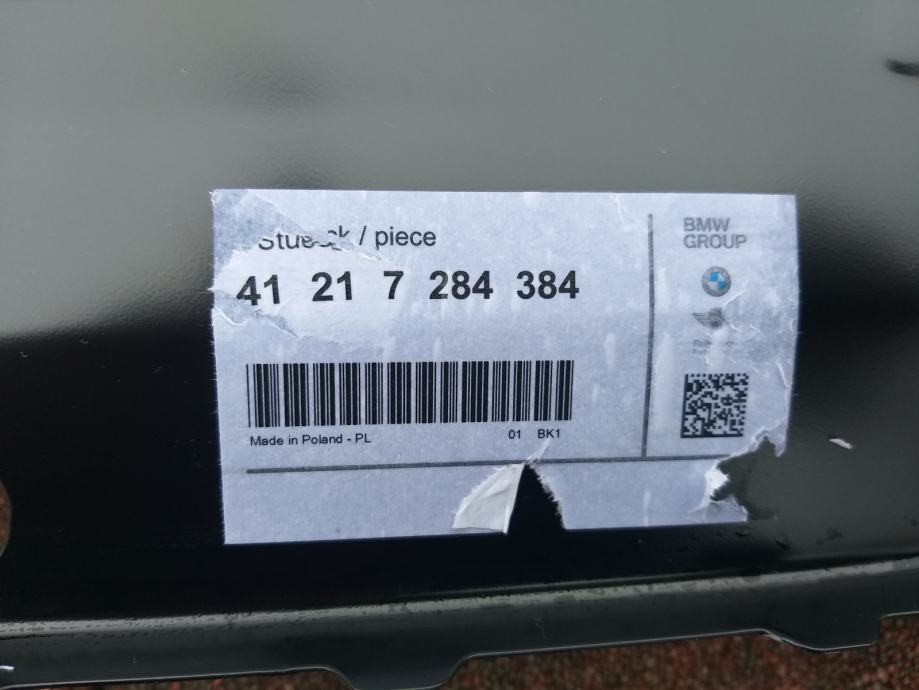 / piece
41 21 7 284 384
Made in Poland - PL
01 BK1
BMW
GROUP